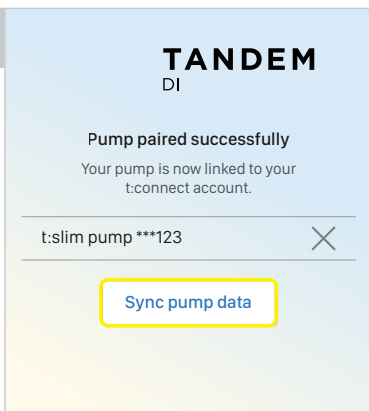 TANDEM
DI
Pump paired successfully
Your pump is now linked to your
t:connect account.
t:slim pump ***123
Sync pump data